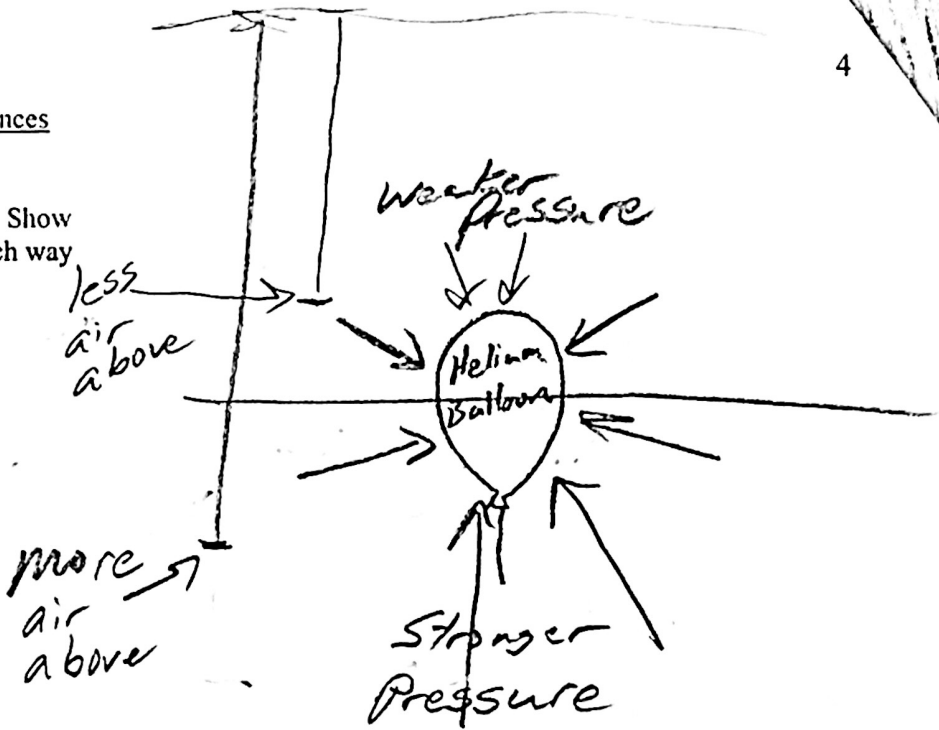 4
nces
Show
ch way
Weaker
Pressure
less
air
above
Helium
Balloon
more
air
above
Stronger
Pressure